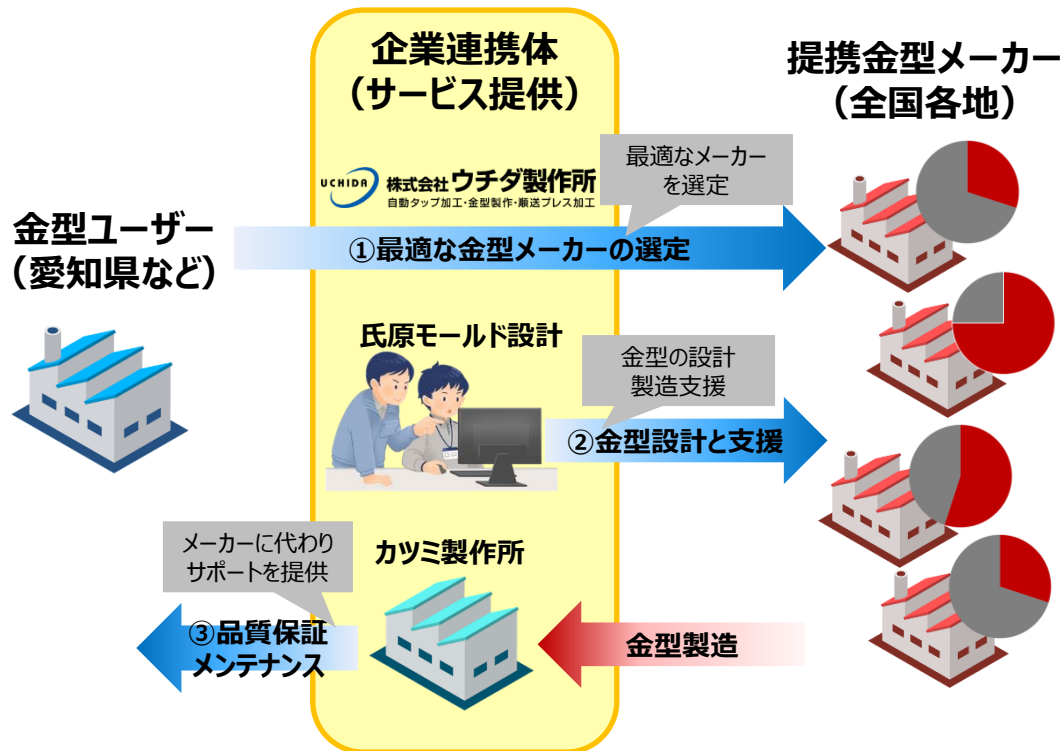 企業連携体
(サービス提供)
提携金型メーカー
(全国各地)
最適なメーカー
を選定
UCHIDA 株式会社ウチダ製作所
自動タップ加工・金型製作・順送プレス加工
金型ユーザー
(愛知県など)
①最適な金型メーカーの選定
氏原モールド設計
金型の設計
製造支援
②金型設計と支援
メーカーに代わり
サポートを提供
カツミ製作所
③品質保証
メンテナンス
金型製造